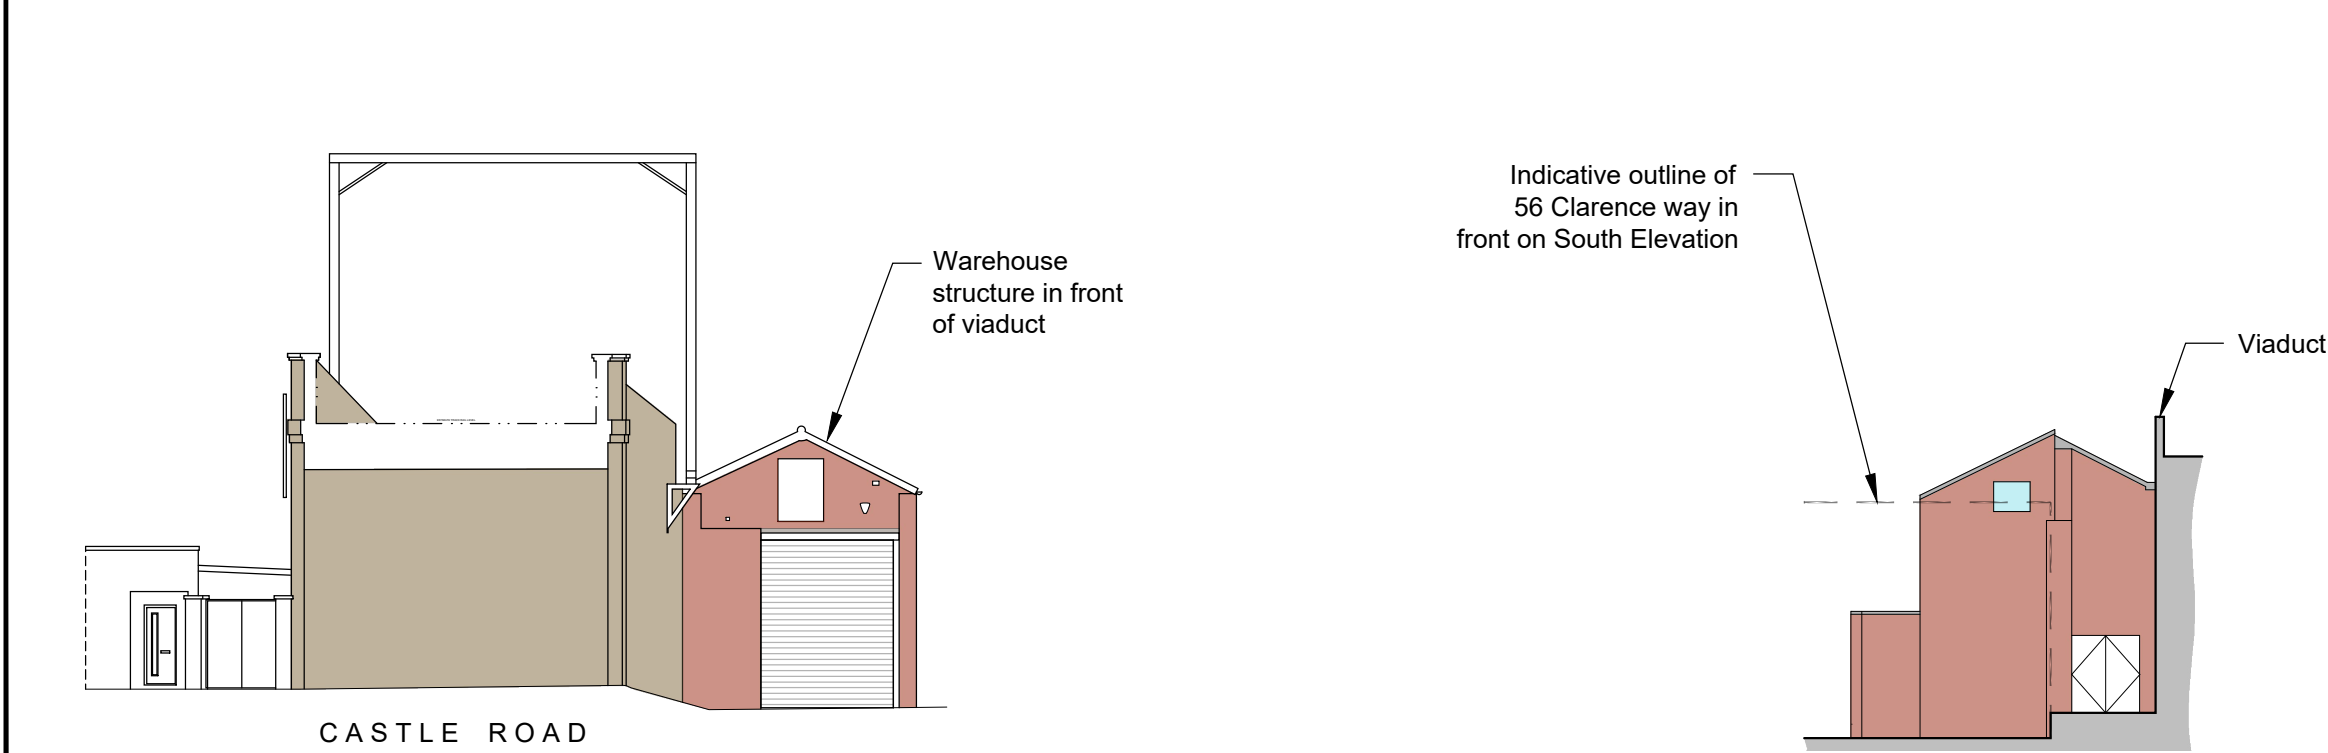 Indicative outline of
56 Clarence way in
front on South Elevation
Warehouse
structure in front
of viaduct
Viaduct
CASTLE ROAD